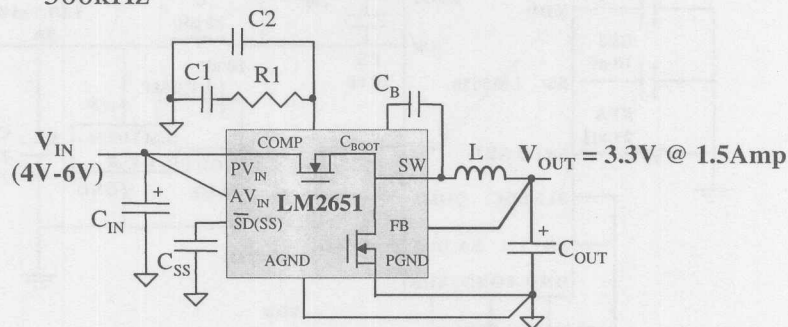 300kHz
C2
C1 R1
C_B
V_IN
(4V-6V)
COMP C_BOOT
PV_IN SW
AV_IN LM2651
SD(SS) FB
AGND PGND
L
V_OUT = 3.3V @ 1.5Amp
C_IN
C_SS
C_OUT
+
+